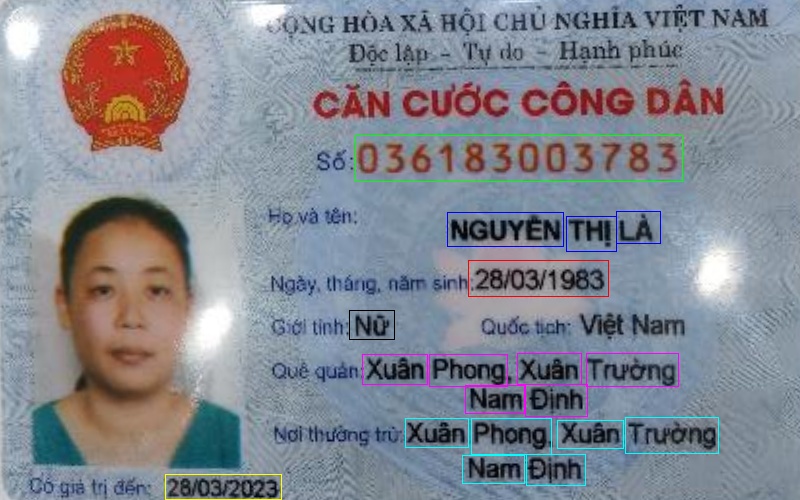 CỘNG HÒA XÃ HỘI CHỦ NGHĨA VIỆT NAM
Độc lập - Tự do - Hạnh phúc
CĂN CƯỚC CÔNG DÂN
Số: 036183003783
Họ và tên:
NGUYỄN THỊ LÀ
Ngày, tháng, năm sinh: 28/03/1983
Giới tính: Nữ Quốc tịch: Việt Nam
Quê quán: Xuân Phong, Xuân Trường
Nam Định
Nơi thường trú: Xuân Phong, Xuân Trường
Nam Định
Có giá trị đến: 28/03/2023